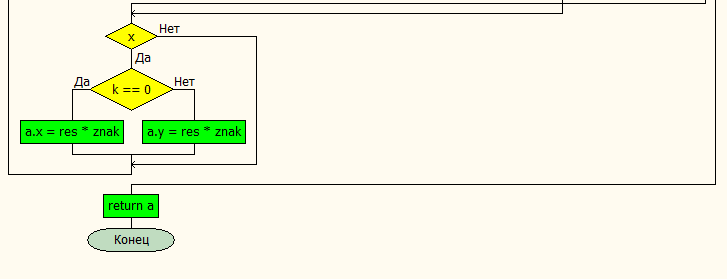 Нет
x
Да
Да
Нет
k == 0
a.x = res * znak
a.y = res * znak
return a
Конец